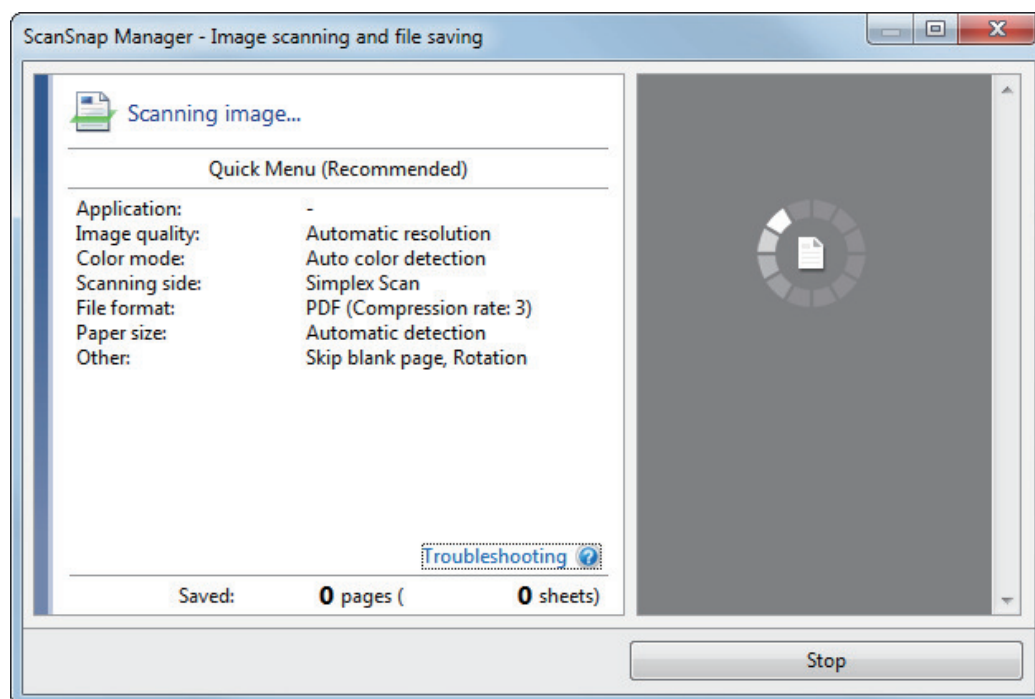 ScanSnap Manager - Image scanning and file saving
Scanning image...
Quick Menu (Recommended)
Application: -
Image quality: Automatic resolution
Color mode: Auto color detection
Scanning side: Simplex Scan
File format: PDF (Compression rate: 3)
Paper size: Automatic detection
Other: Skip blank page, Rotation
Troubleshooting
Saved: 0 pages ( 0 sheets)
Stop